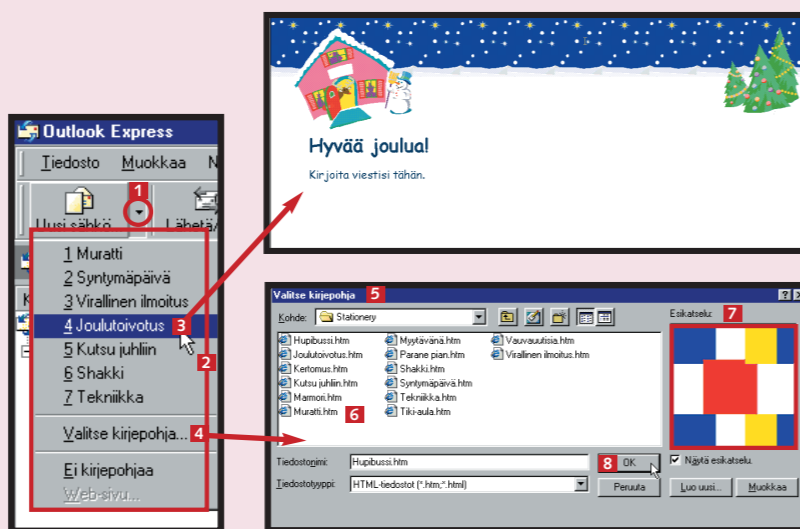 Hyvää joulua!
Kirjoita viestisi tähän.
Outlook Express
Tiedosto Muokkaa N
1
Uusi sähkö... Lähetä/
K
1 Muratti
2 Syntymäpäivä
3 Virallinen ilmoitus
4 Joulutoivotus 3
5 Kutsu juhliin
2
6 Shakki
7 Tekniikka
Valitse kirjepohja... 4
Ei kirjepohjaa
Web-sivu...
Valitse kirjepohja 5
Kohde: Stationery
Esikatselu: 7
Hupibussi.htm Myytävänä.htm Vauvauutisia.htm
Joulutoivotus.htm Parane pian.htm Virallinen ilmoitus.htm
Kertomus.htm Shakki.htm
Kutsu juhliin.htm Syntymäpäivä.htm
Marmori.htm Tekniikka.htm
Muratti.htm 6 Tiki-aula.htm
Tiedostonimi: Hupibussi.htm 8 OK Näytä esikatselu.
Tiedostotyyppi: HTML-tiedostot (*.htm;*.html) Peruuta Luo uusi... Muokkaa